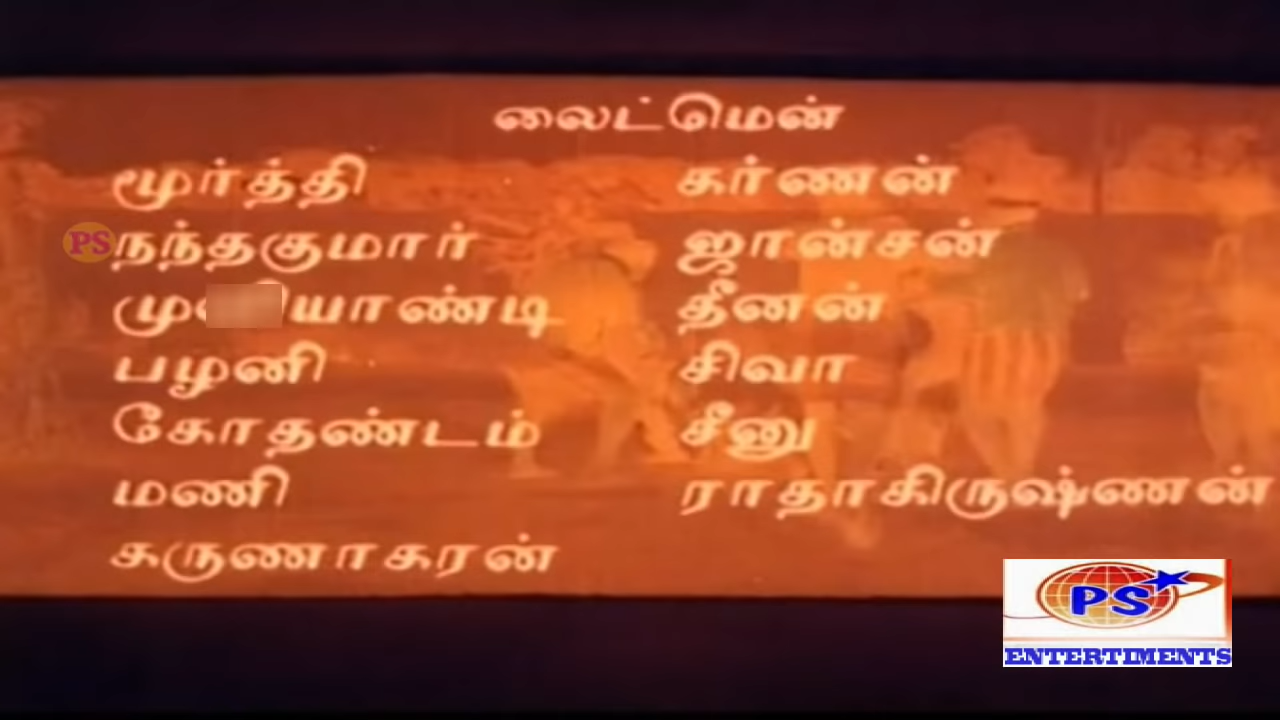 லைட்மென்
மூர்த்தி கர்ணன்
PS
நந்தகுமார் ஜான்சன்
தீனன்
பழனி சிவா
கோதண்டம் சீனு
மணி ராதாகிருஷ்ணன்
கருணாகரன்
PS
ENTERTIMENTS